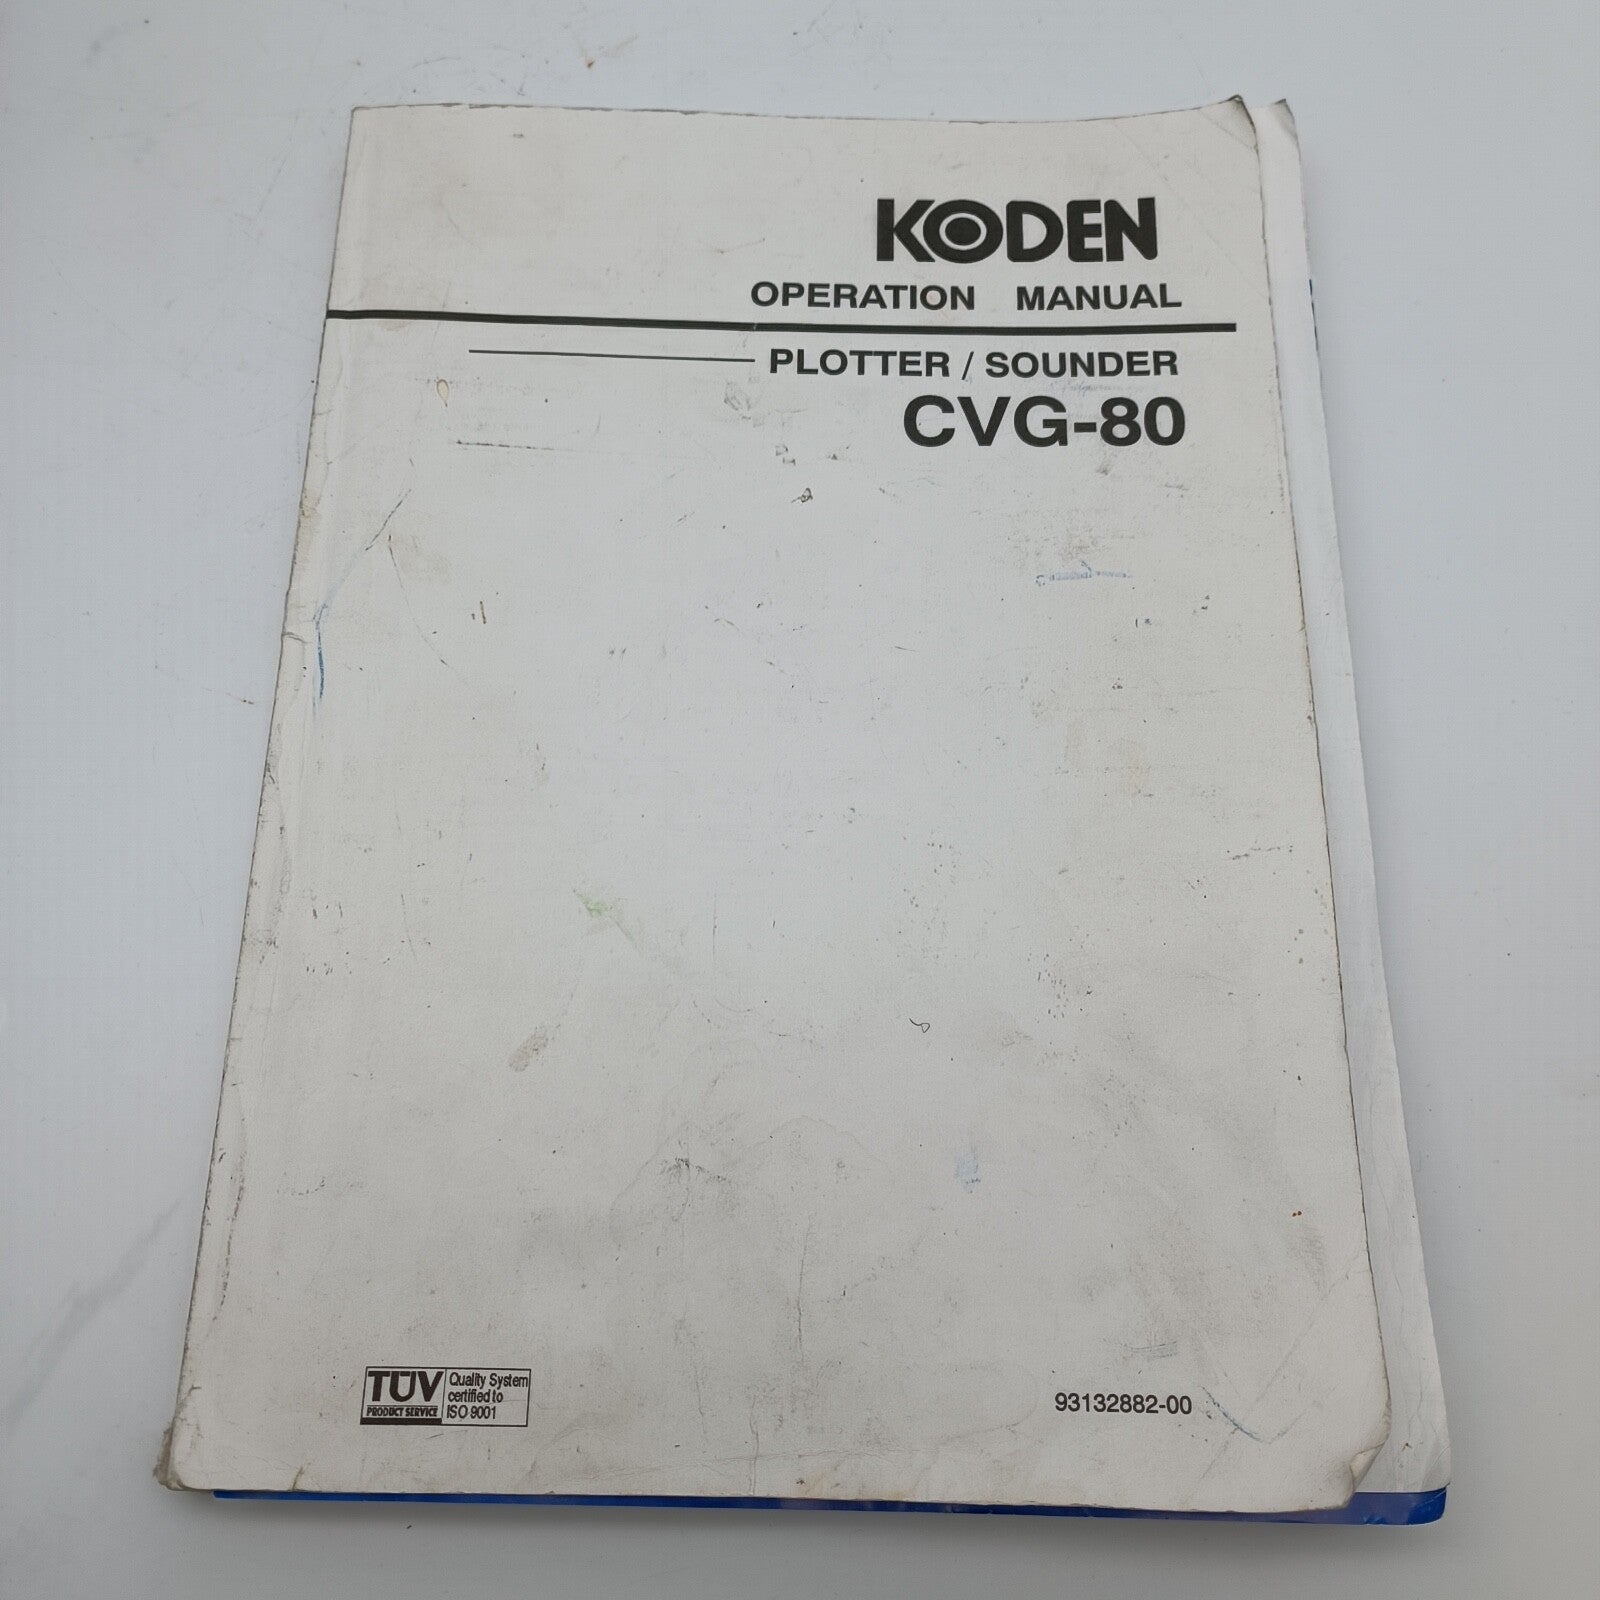 KODEN
OPERATION MANUAL
PLOTTER / SOUNDER
CVG-80
TÜV
PRODUCT SERVICE
Quality System
certified to
ISO 9001
93132882-00